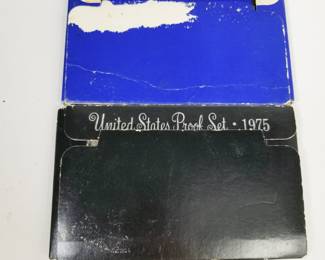 United States Proof Set · 1975